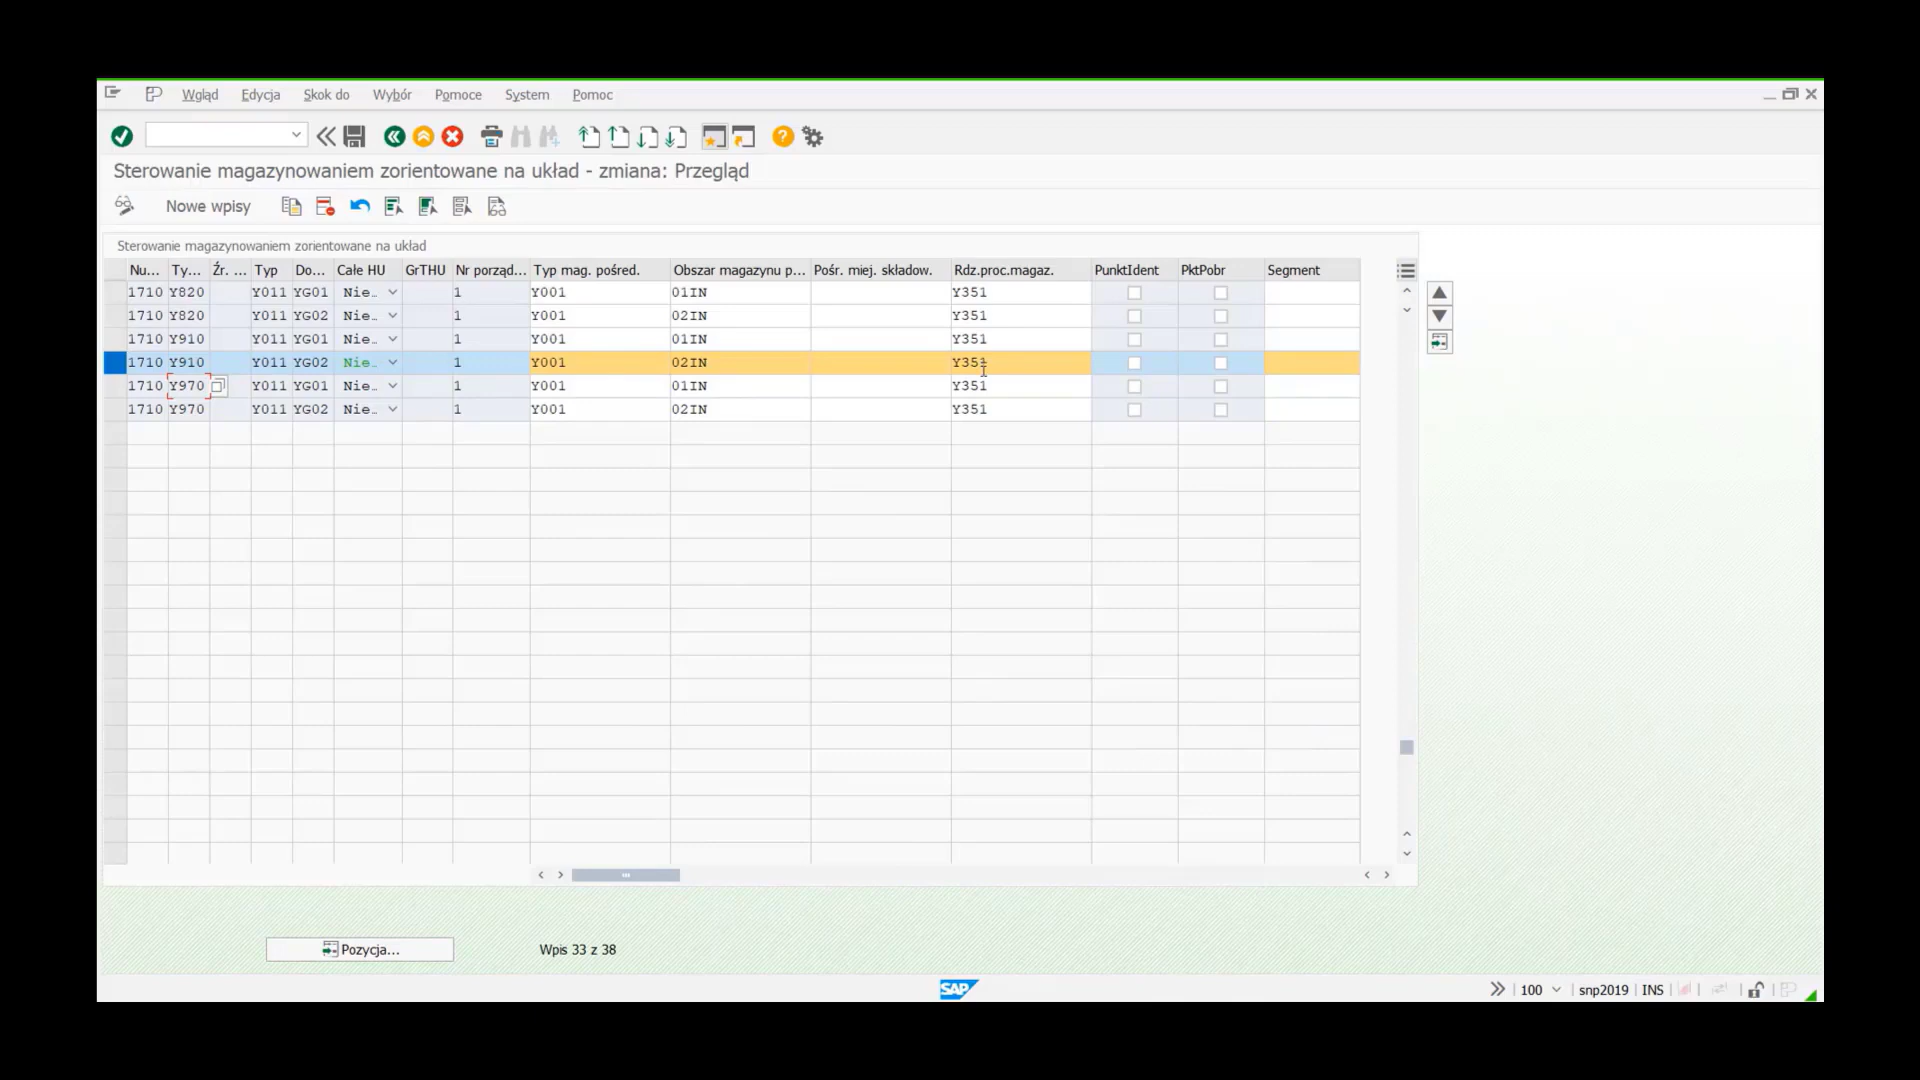 Wgląd Edycja Skok do Wybór Pomoce System Pomoc
Sterowanie magazynowaniem zorientowane na układ - zmiana: Przegląd
Nowe wpisy
Sterowanie magazynowaniem zorientowane na układ
Nu... Ty... Źr. ... Typ Do... Całe HU GrTHU Nr porząd... Typ mag. pośred. Obszar magazynu p... Pośr. miej. składow. Rdz.proc.magaz. PunktIdent PktPobr Segment
1710 Y820 Y011 YG01 Nie… 1 Y001 01IN Y351
1710 Y820 Y011 YG02 Nie… 1 Y001 02IN Y351
1710 Y910 Y011 YG01 Nie… 1 Y001 01IN Y351
1710 Y910 Y011 YG02 Nie… 1 Y001 02IN Y351
1710 Y970 Y011 YG01 Nie… 1 Y001 01IN Y351
1710 Y970 Y011 YG02 Nie… 1 Y001 02IN Y351
Pozycja... Wpis 33 z 38
SAP 100 snp2019 INS